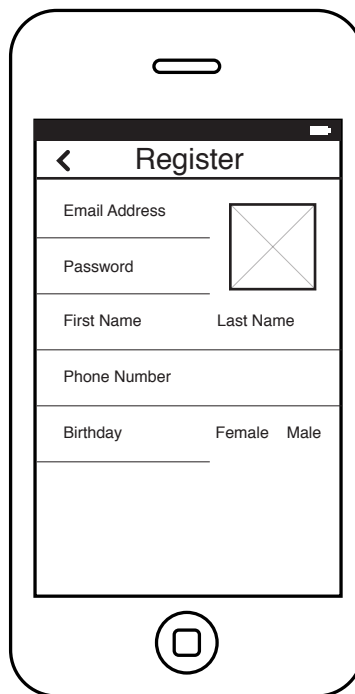 Register
Email Address
Password
First Name Last Name
Phone Number
Birthday Female Male